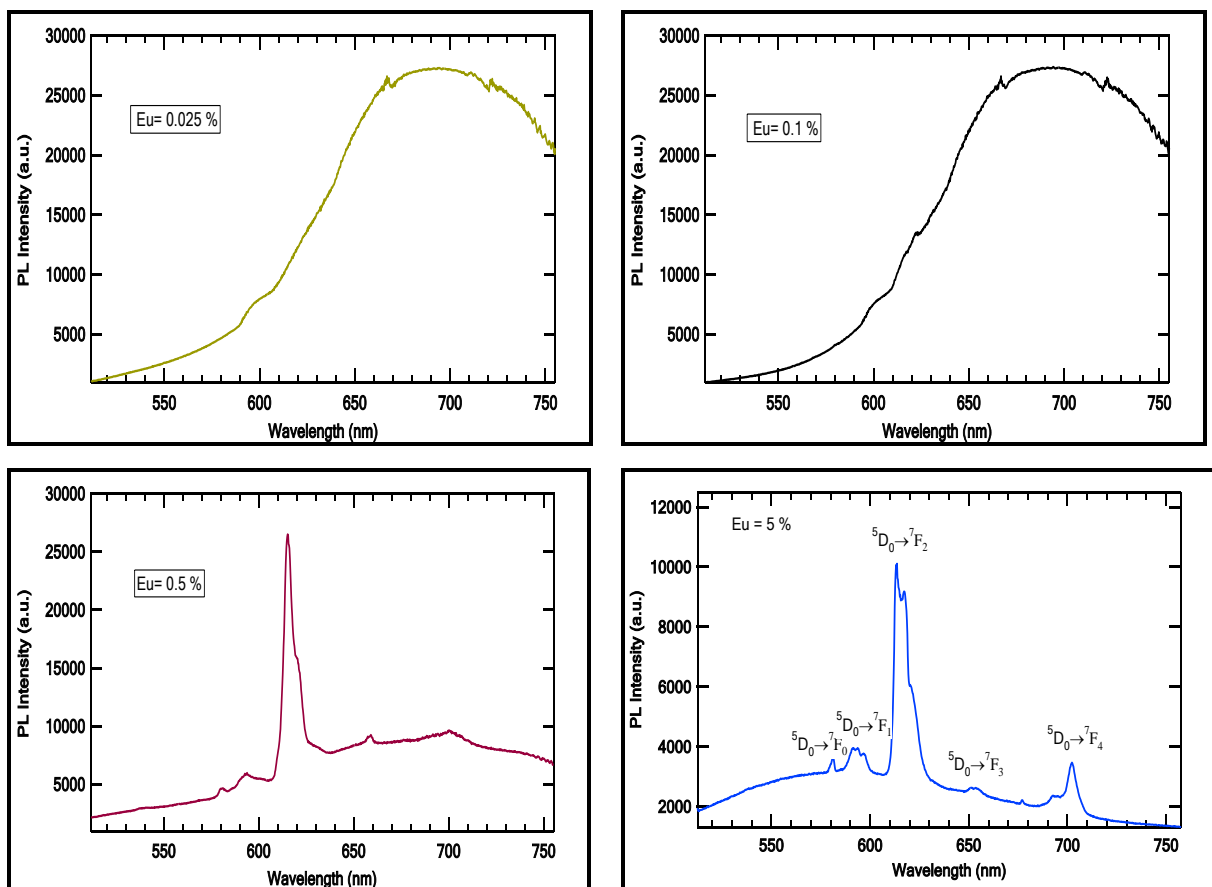 30000
25000
20000
15000
10000
5000
PL Intensity (a.u.)
Eu= 0.025 %
550 600 650 700 750
Wavelength (nm)
30000
25000
20000
15000
10000
5000
PL Intensity (a.u.)
Eu= 0.1 %
550 600 650 700 750
Wavelength (nm)
30000
25000
20000
15000
10000
5000
PL Intensity (a.u.)
Eu= 0.5 %
550 600 650 700 750
Wavelength (nm)
12000
10000
8000
6000
4000
2000
PL Intensity (a.u.)
Eu = 5 %
⁵D₀→⁷F₂
⁵D₀→⁷F₁
⁵D₀→⁷F₀
⁵D₀→⁷F₃
⁵D₀→⁷F₄
550 600 650 700 750
Wavelength (nm)